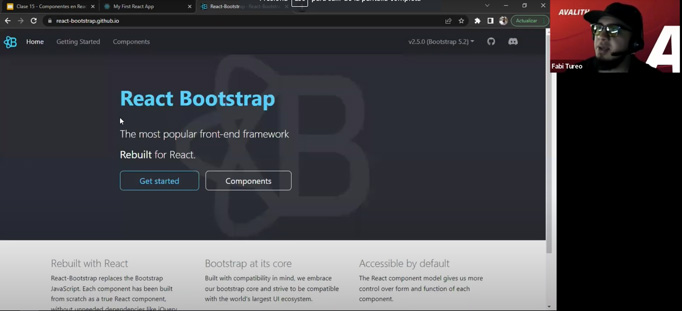 Clase 15 - Componentes en Rea
My First React App
React-Bootstrap
para salir de la pantalla completa
react-bootstrap.github.io
Actualizar
Home
Getting Started
Components
v2.5.0 (Bootstrap 5.2)
React Bootstrap
The most popular front-end framework
Rebuilt for React.
Get started
Components
Rebuilt with React
React-Bootstrap replaces the Bootstrap
JavaScript. Each component has been built
from scratch as a true React component,
without unneeded dependencies like jQuery.
Bootstrap at its core
Built with compatibility in mind, we embrace
our bootstrap core and strive to be compatible
with the world's largest UI ecosystem.
Accessible by default
The React component model gives us more
control over form and function of each
component.
AVALITH
A
Fabi Tureo